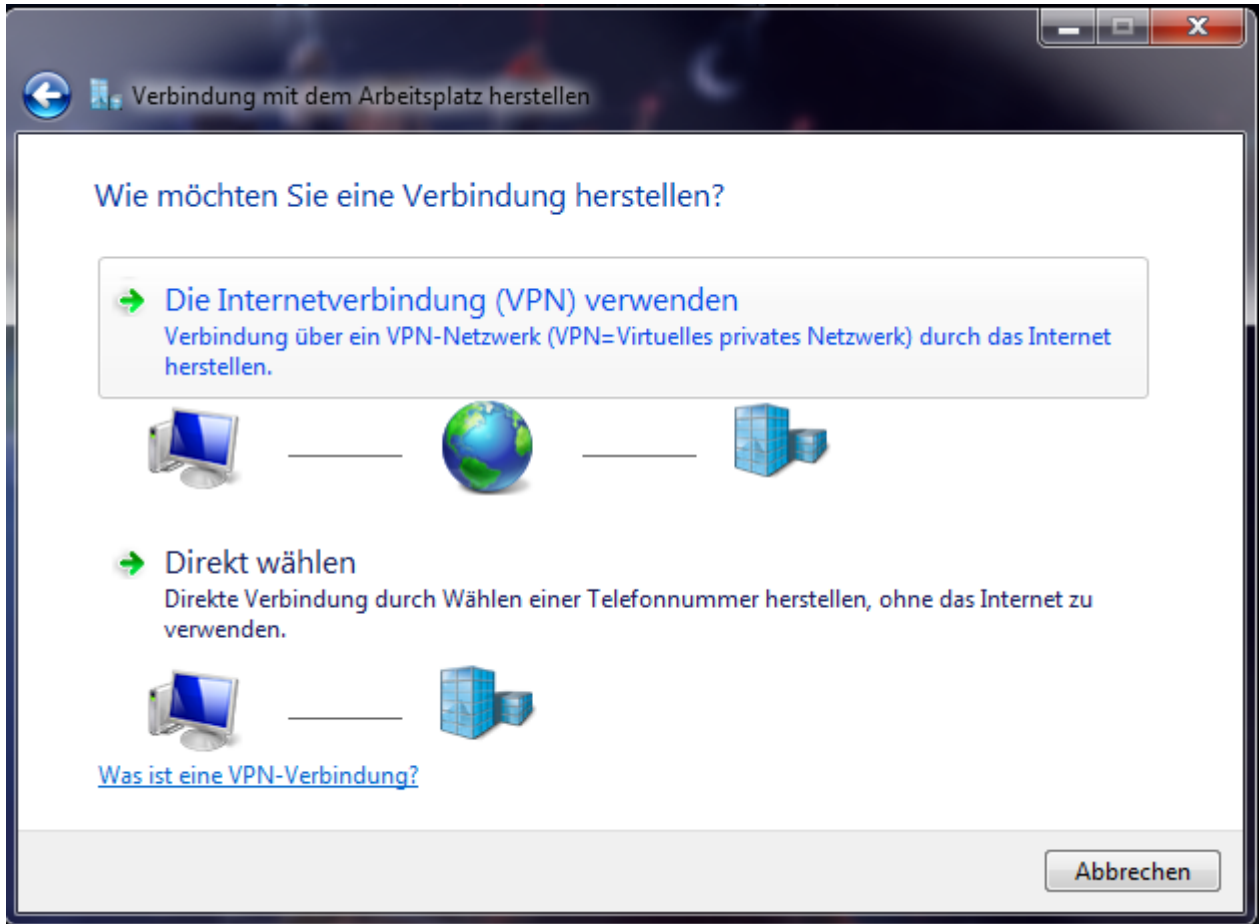 Verbindung mit dem Arbeitsplatz herstellen
Wie möchten Sie eine Verbindung herstellen?
Die Internetverbindung (VPN) verwenden
Verbindung über ein VPN-Netzwerk (VPN=Virtuelles privates Netzwerk) durch das Internet
herstellen.
Direkt wählen
Direkte Verbindung durch Wählen einer Telefonnummer herstellen, ohne das Internet zu
verwenden.
Was ist eine VPN-Verbindung?
Abbrechen